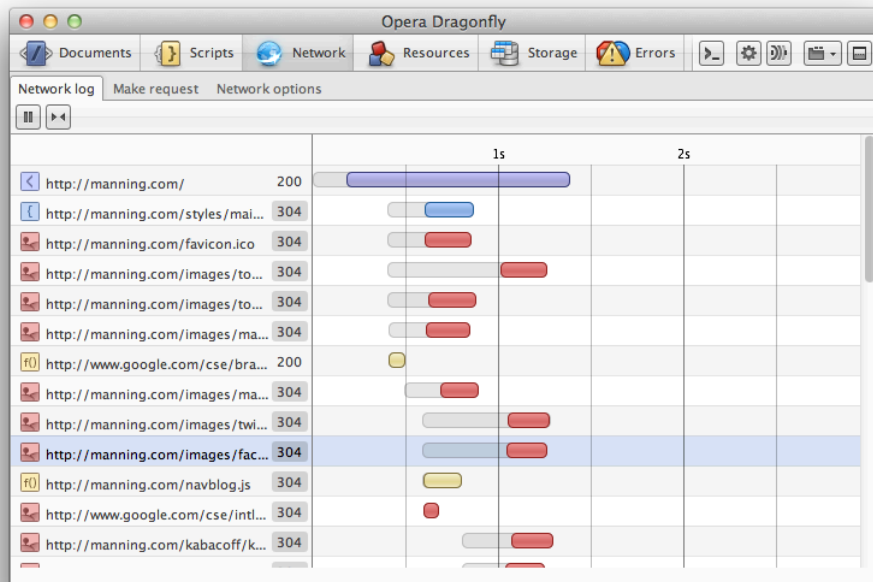 Opera Dragonfly
Documents Scripts Network Resources Storage Errors
Network log Make request Network options
1s 2s
http://manning.com/ 200
http://manning.com/styles/mai... 304
http://manning.com/favicon.ico 304
http://manning.com/images/to... 304
http://manning.com/images/to... 304
http://manning.com/images/ma... 304
f() http://www.google.com/cse/bra... 200
http://manning.com/images/ma... 304
http://manning.com/images/twi... 304
http://manning.com/images/fac... 304
f() http://manning.com/navblog.js 304
http://www.google.com/cse/intl... 304
http://manning.com/kabacoff/k... 304